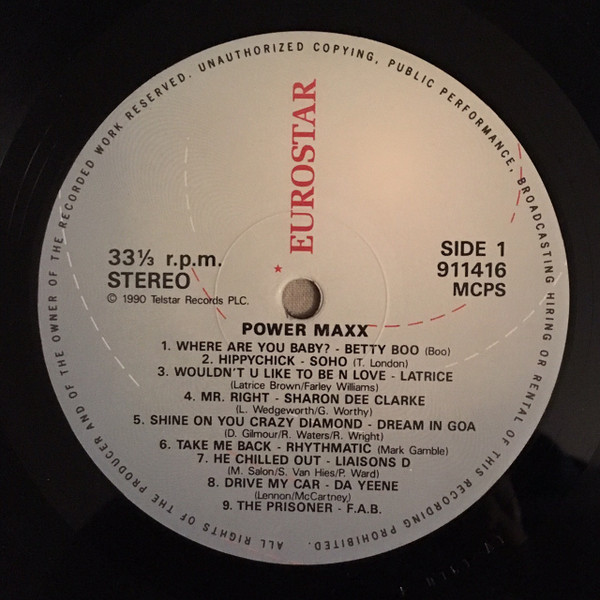 ALL RIGHTS OF THE PRODUCER AND OF THE OWNER OF THE RECORDED WORK RESERVED. UNAUTHORIZED COPYING, PUBLIC PERFORMANCE, BROADCASTING HIRING OR RENTAL OF THIS RECORDING PROHIBITED.
EUROSTAR
33⅓ r.p.m.
STEREO
© 1990 Telstar Records PLC.
SIDE 1
911416
MCPS
POWER MAXX
1. WHERE ARE YOU BABY? - BETTY BOO (Boo)
2. HIPPYCHICK - SOHO (T. London)
3. WOULDN'T U LIKE TO BE N LOVE - LATRICE
(Latrice Brown/Farley Williams)
4. MR. RIGHT - SHARON DEE CLARKE
(L. Wedgeworth/G. Worthy)
5. SHINE ON YOU CRAZY DIAMOND - DREAM IN GOA
(D. Gilmour/R. Waters/R. Wright)
6. TAKE ME BACK - RHYTHMATIC (Mark Gamble)
7. HE CHILLED OUT - LIAISONS D
(M. Salon/S. Van Hies/P. Ward)
8. DRIVE MY CAR - DA YEENE
(Lennon/McCartney)
9. THE PRISONER - F.A.B.